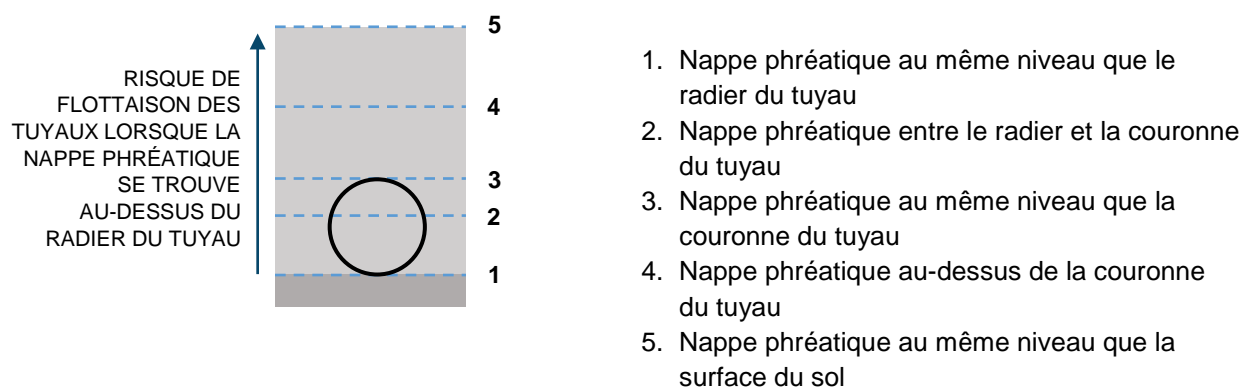 RISQUE DE
FLOTTAISON DES
TUYAUX LORSQUE LA
NAPPE PHRÉATIQUE
SE TROUVE
AU-DESSUS DU
RADIER DU TUYAU
5
4
3
2
1
1. Nappe phréatique au même niveau que le
radier du tuyau
2. Nappe phréatique entre le radier et la couronne
du tuyau
3. Nappe phréatique au même niveau que la
couronne du tuyau
4. Nappe phréatique au-dessus de la couronne
du tuyau
5. Nappe phréatique au même niveau que la
surface du sol